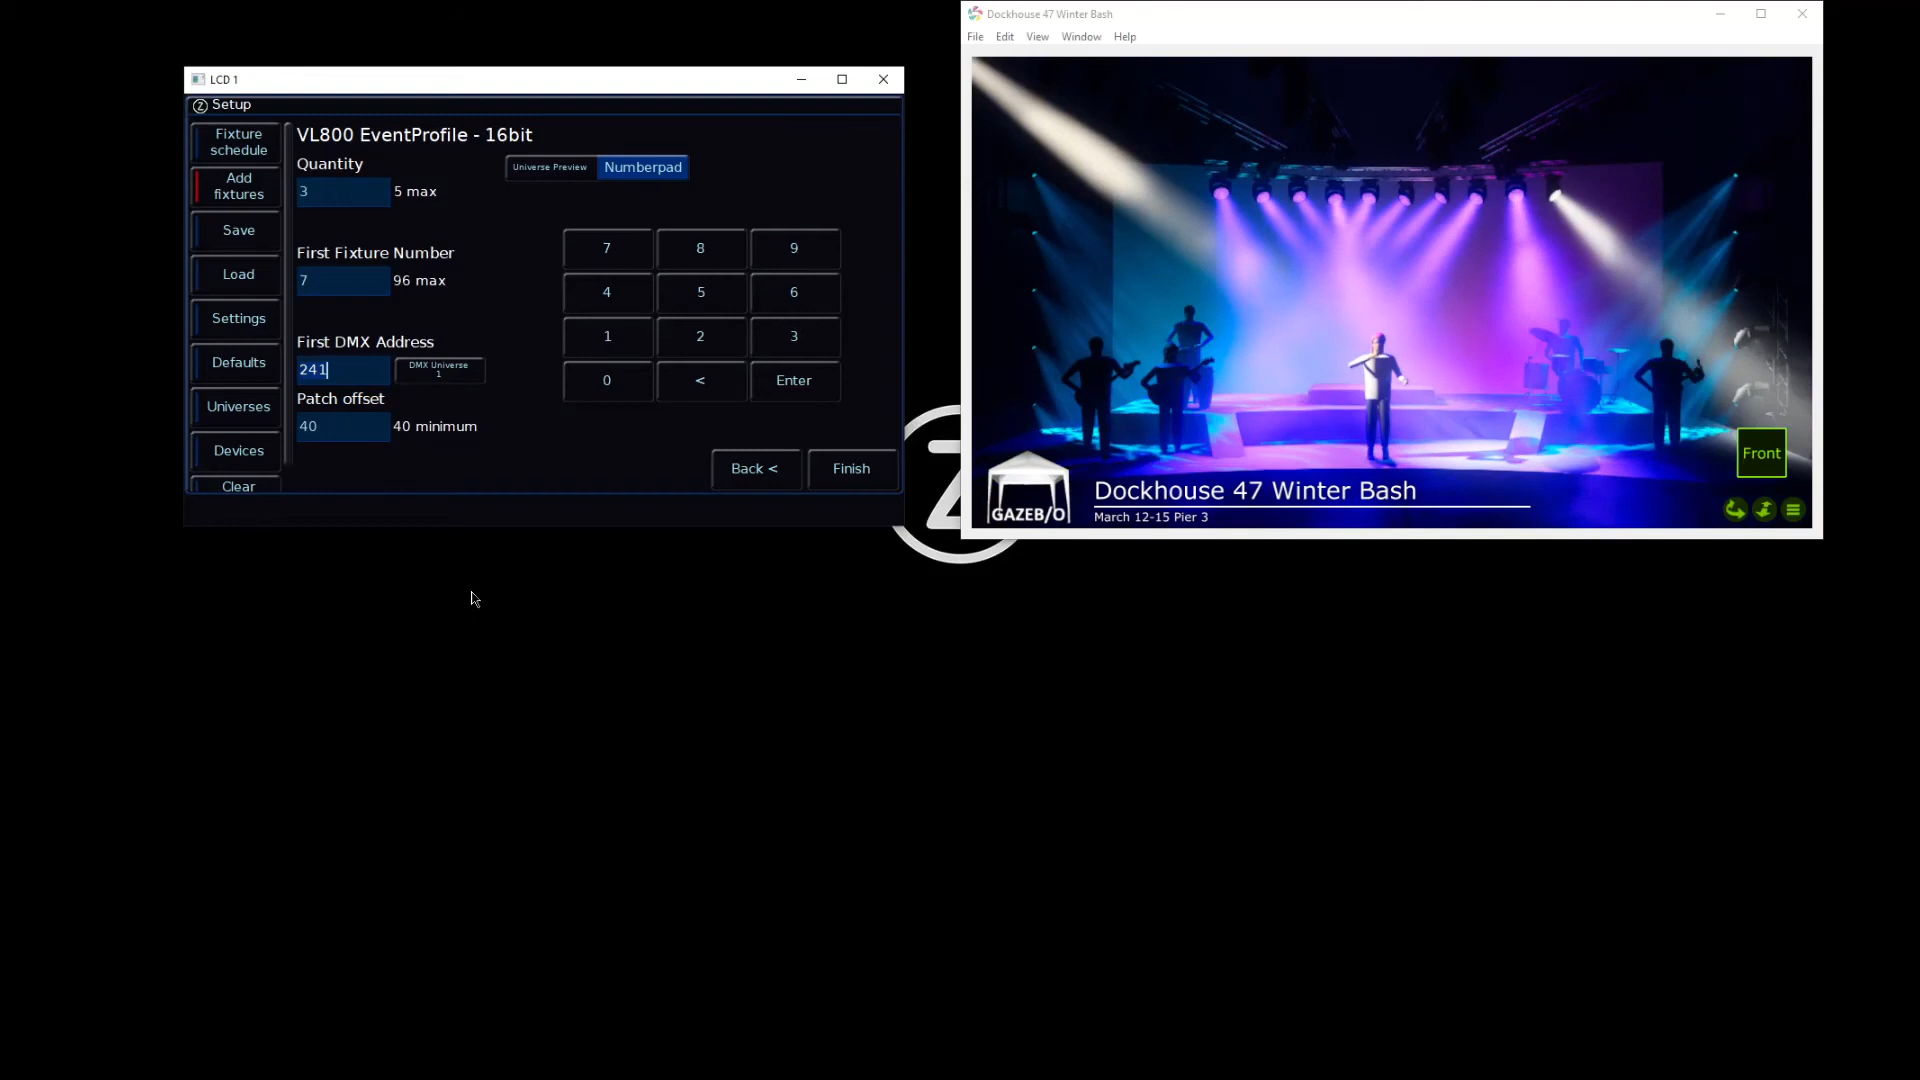 LCD 1
Z Setup
Fixture
schedule
Add
fixtures
Save
Load
Settings
Defaults
Universes
Devices
Clear
VL800 EventProfile - 16bit
Quantity
3 5 max
Universe Preview Numberpad
First Fixture Number
7 96 max
First DMX Address
241 DMX Universe
1
Patch offset
40 40 minimum
7 8 9
4 5 6
1 2 3
0 < Enter
Back < Finish
Z
Dockhouse 47 Winter Bash
File Edit View Window Help
Front
GAZEB/O
Dockhouse 47 Winter Bash
March 12-15 Pier 3